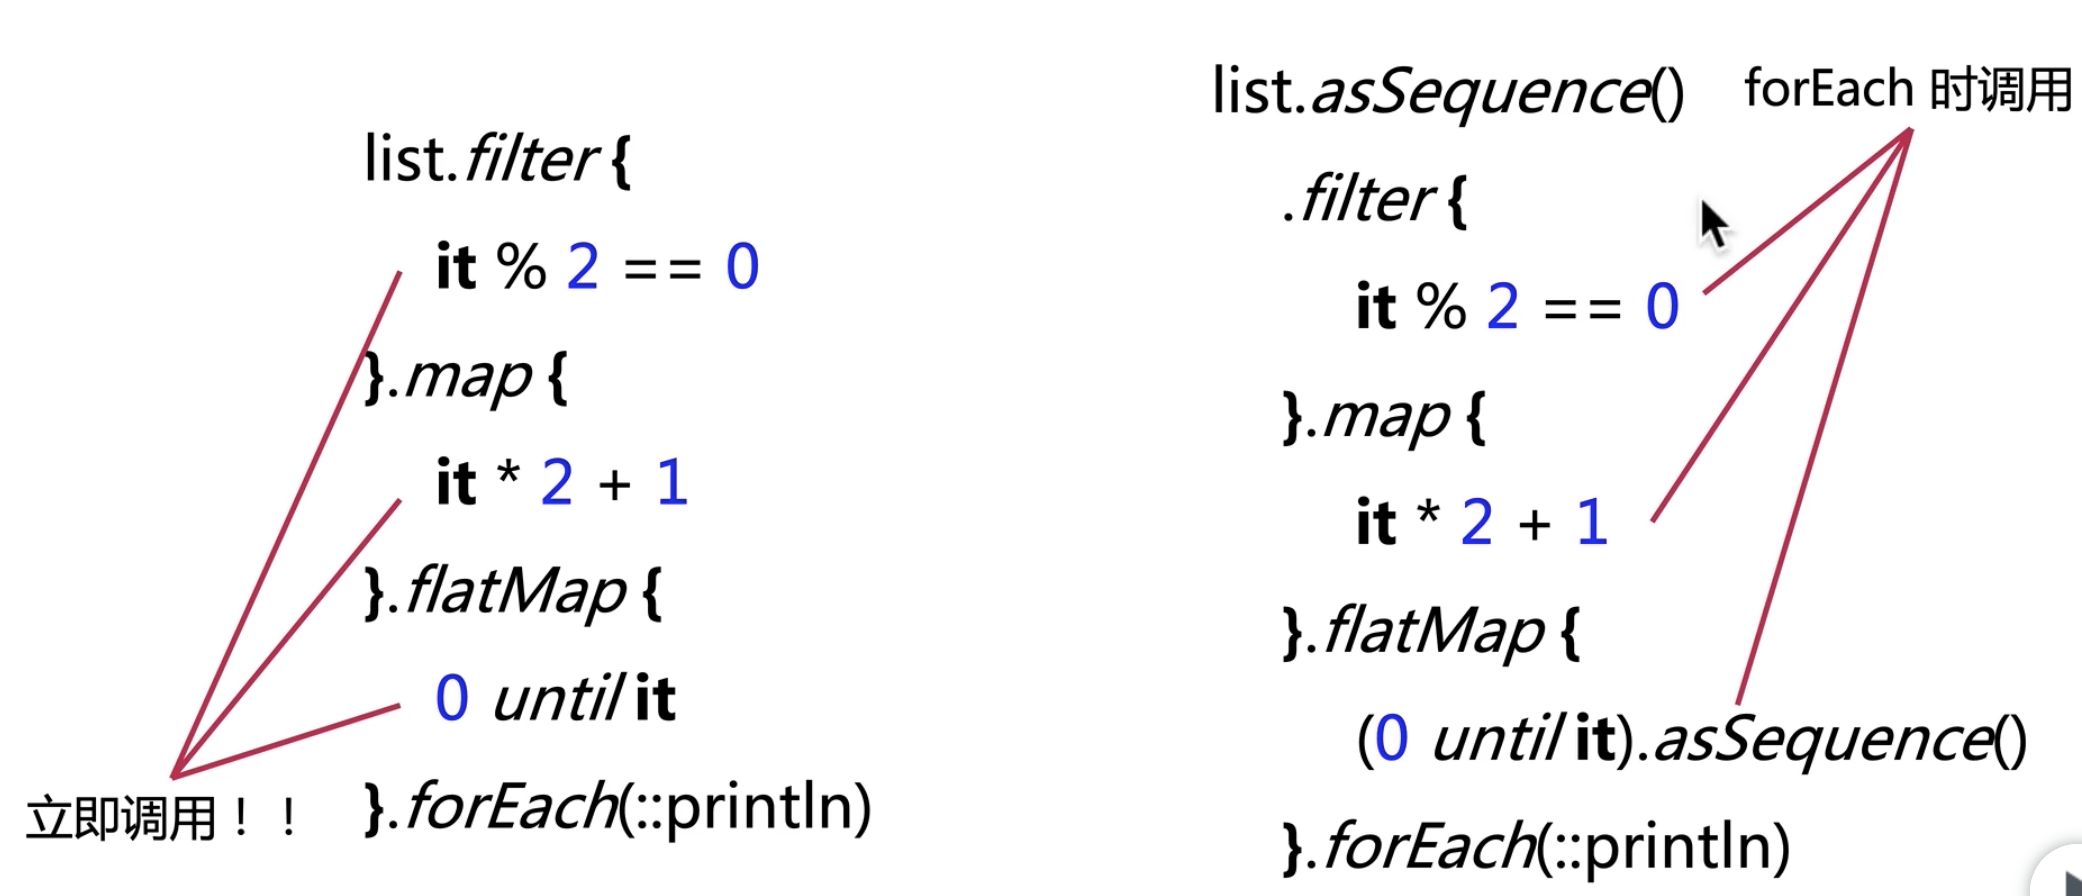 list.filter {
it % 2 == 0
}.map {
it * 2 + 1
}.flatMap {
0 until it
}.forEach(::println)
立即调用！！
list.asSequence()
forEach 时调用
.filter {
it % 2 == 0
}.map {
it * 2 + 1
}.flatMap {
(0 until it).asSequence()
}.forEach(::println)